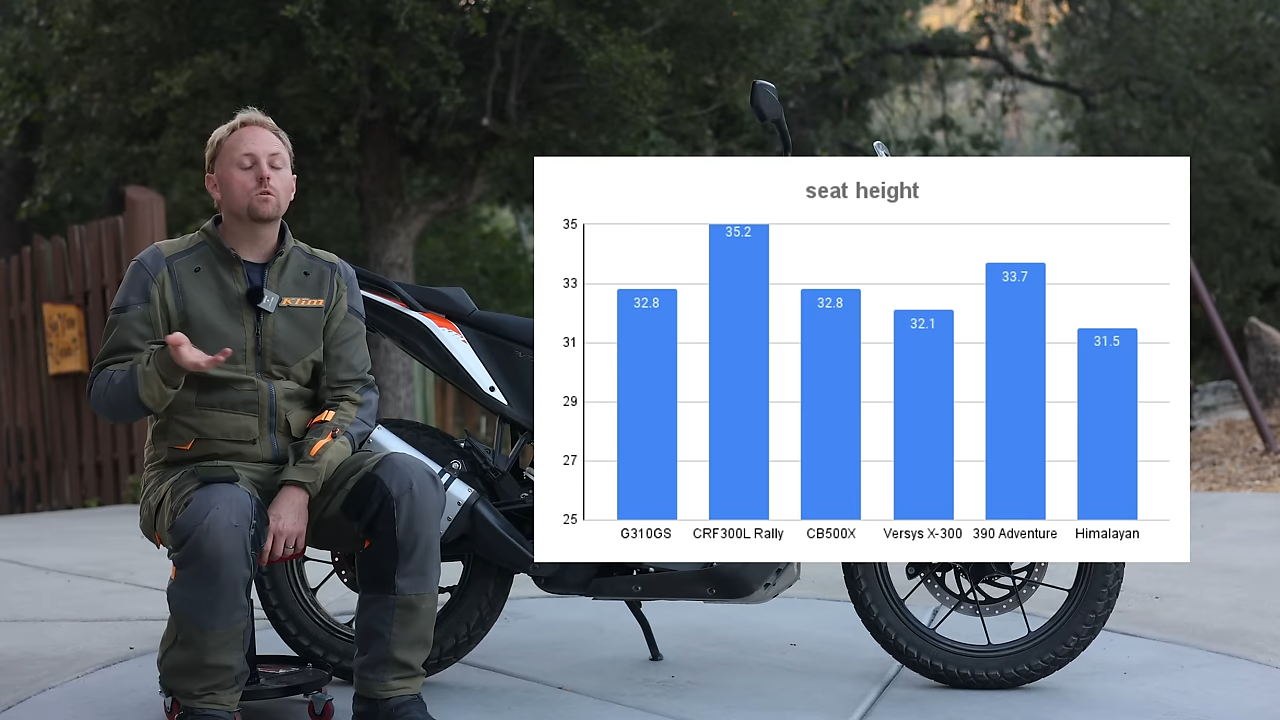 Klim
seat height
35
33
31
29
27
25
32.8
35.2
32.8
32.1
33.7
31.5
G310GS
CRF300L Rally
CB500X
Versys X-300
390 Adventure
Himalayan